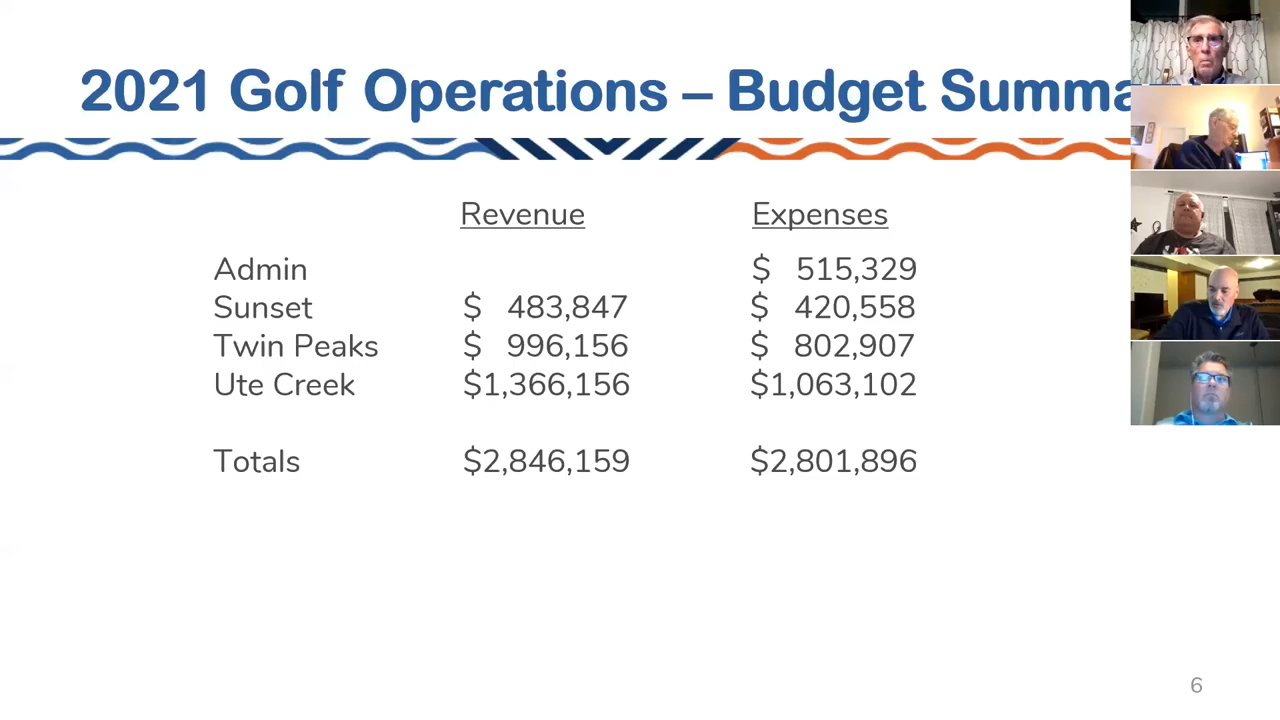 2021 Golf Operations – Budget Summa
Revenue Expenses
Admin $ 515,329
Sunset $ 483,847 $ 420,558
Twin Peaks $ 996,156 $ 802,907
Ute Creek $1,366,156 $1,063,102
Totals $2,846,159 $2,801,896
6